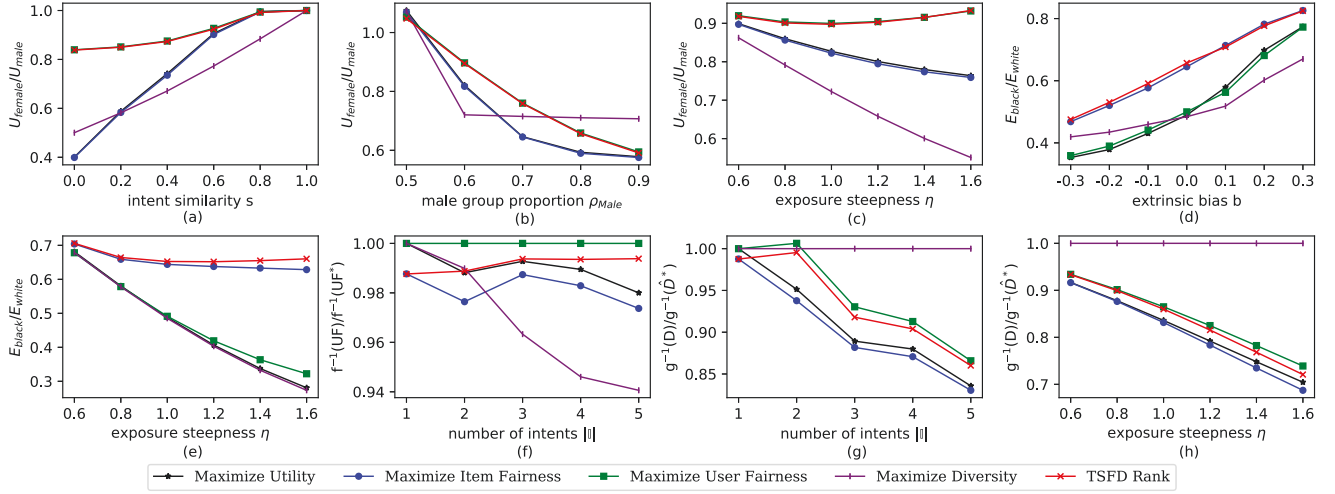 U_female/U_male
1.0
0.8
0.6
0.4
0.0 0.2 0.4 0.6 0.8 1.0
intent similarity s
(a)
U_female/U_male
1.0
0.8
0.6
0.5 0.6 0.7 0.8 0.9
male group proportion ρ_Male
(b)
U_female/U_male
0.9
0.8
0.7
0.6
0.6 0.8 1.0 1.2 1.4 1.6
exposure steepness η
(c)
E_black/E_white
0.8
0.6
0.4
-0.3 -0.2 -0.1 0.0 0.1 0.2 0.3
extrinsic bias b
(d)
E_black/E_white
0.7
0.6
0.5
0.4
0.3
0.6 0.8 1.0 1.2 1.4 1.6
exposure steepness η
(e)
f⁻¹(UF)/f⁻¹(UF*)
1.00
0.98
0.96
0.94
1 2 3 4 5
number of intents |▯|
(f)
g⁻¹(D)/g⁻¹(D̂*)
1.00
0.95
0.90
0.85
1 2 3 4 5
number of intents |▯|
(g)
g⁻¹(D)/g⁻¹(D̂*)
1.0
0.9
0.8
0.7
0.6 0.8 1.0 1.2 1.4 1.6
exposure steepness η
(h)
Maximize Utility Maximize Item Fairness Maximize User Fairness Maximize Diversity TSFD Rank